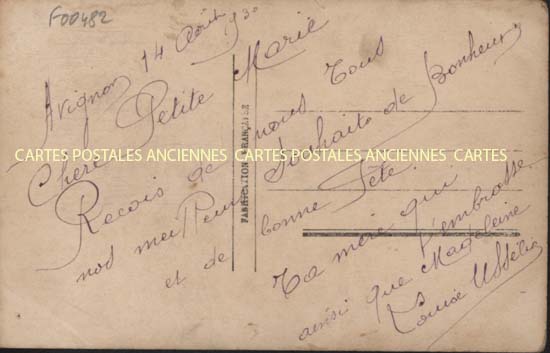 F00482
Avignon 14 Août 930
Chère Petite Marie
Reçois de nous Tous
nos meilleurs Souhaits de Bonheur
et de bonne Fête.
Ta mère qui
t'embrasse
ainsi que Madeleine
Louise
FABRICATION FRANÇAISE
CARTES POSTALES ANCIENNES CARTES POSTALES ANCIENNES CARTES